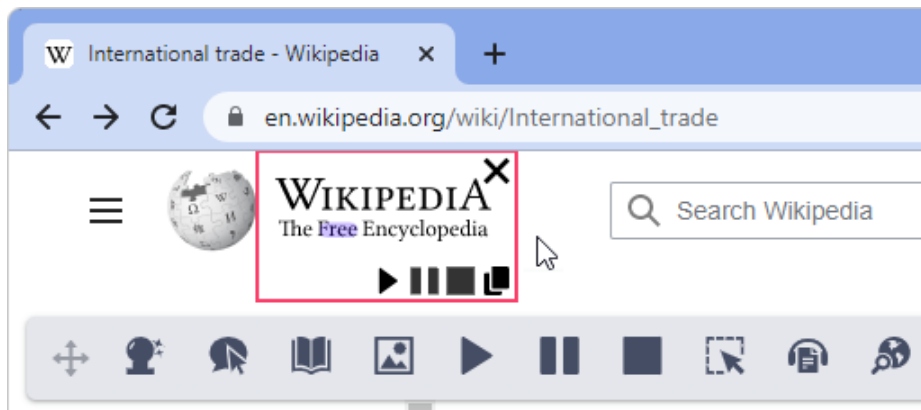 International trade - Wikipedia
en.wikipedia.org/wiki/International_trade
WIKIPEDIA
The Free Encyclopedia
Search Wikipedia